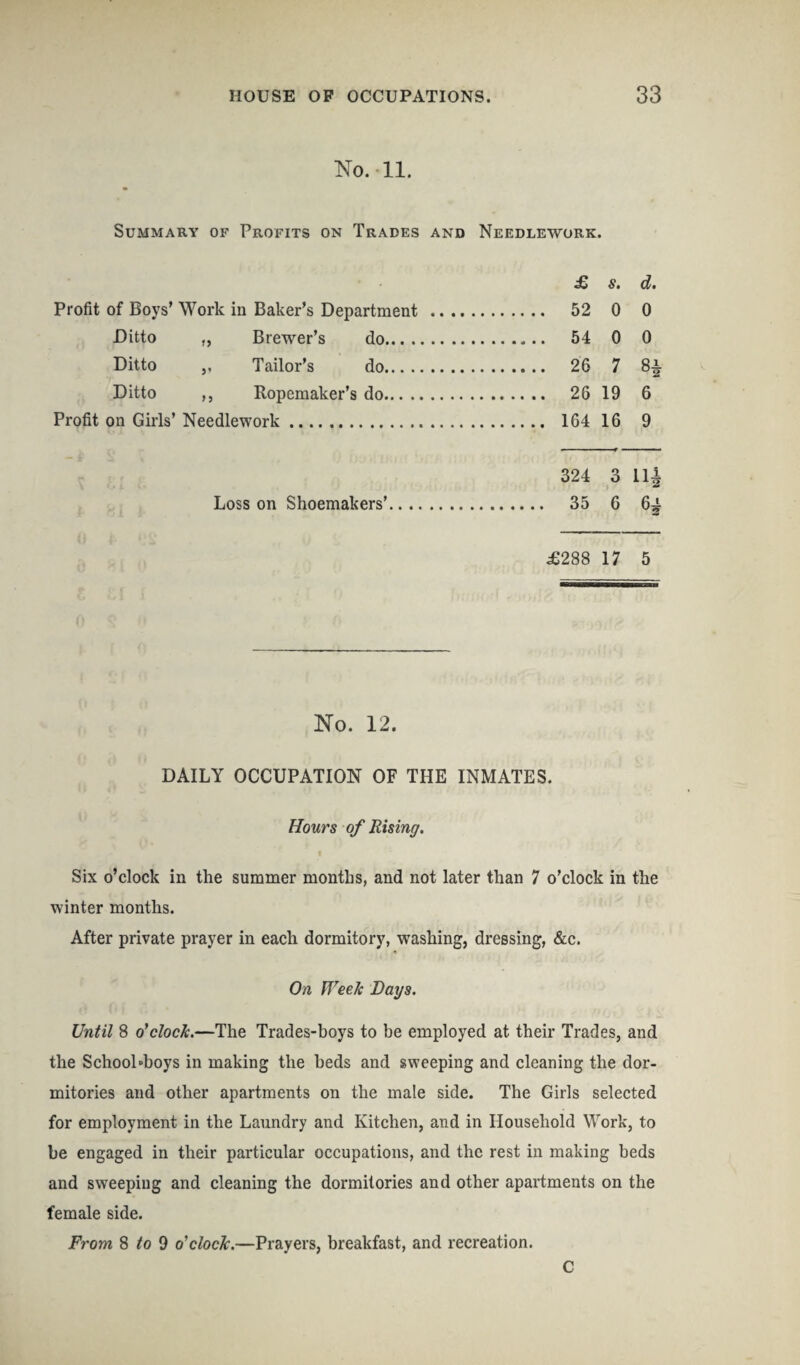 HOUSE OF OCCUPATIONS. 33
No. 11.
Summary of Profits on Trades and Needlework.
£ s. d.
Profit of Boys' Work in Baker's Department ............ 52 0 0
Ditto ,, Brewer's do.................. 54 0 0
Ditto ,, Tailor's do.................. 26 7 8½
Ditto ,, Ropemaker's do.................. 26 19 6
Profit on Girls' Needlework ........................ 164 16 9
324 3 11½
Loss on Shoemakers'.................. 35 6 6½
£288 17 5
No. 12.
DAILY OCCUPATION OF THE INMATES.
Hours of Rising.
Six o'clock in the summer months, and not later than 7 o'clock in the
winter months.
After private prayer in each dormitory, washing, dressing, &c.
On Week Days.
Until 8 o'clock.—The Trades-boys to be employed at their Trades, and
the School-boys in making the beds and sweeping and cleaning the dor-
mitories and other apartments on the male side. The Girls selected
for employment in the Laundry and Kitchen, and in Household Work, to
be engaged in their particular occupations, and the rest in making beds
and sweeping and cleaning the dormitories and other apartments on the
female side.
From 8 to 9 o'clock.—Prayers, breakfast, and recreation.
C